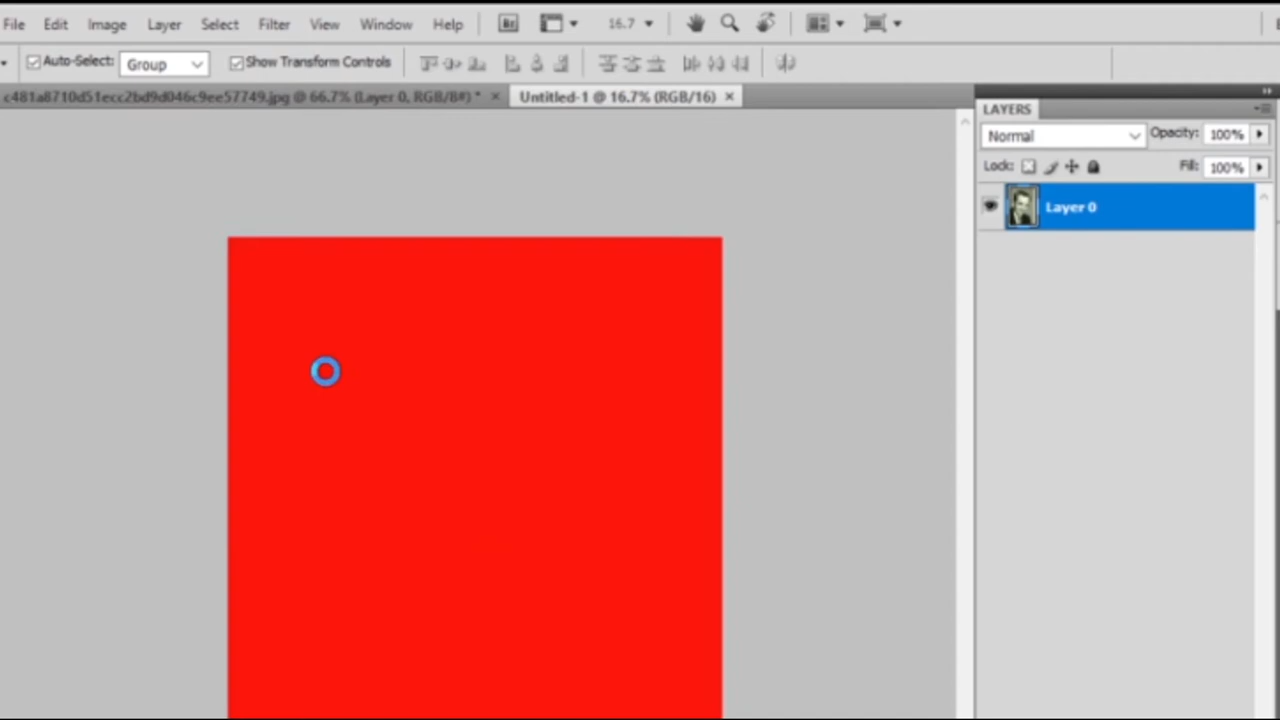 File Edit Image Layer Select Filter View Window Help Br 16.7
Auto-Select: Group Show Transform Controls
c481a8710d51ecc2bd9d046c9ee57749.jpg @ 66.7% (Layer 0, RGB/8#) * Untitled-1 @ 16.7% (RGB/16)
LAYERS
Normal Opacity: 100%
Lock: Fill: 100%
Layer 0